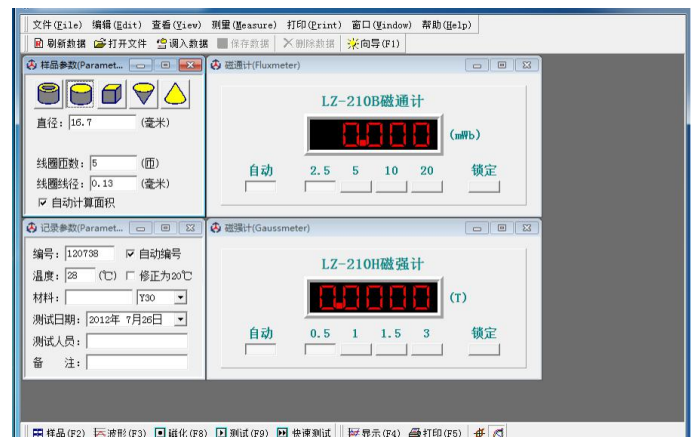 文件(File) 编辑(Edit) 查看(View) 测量(Measure) 打印(Print) 窗口(Window) 帮助(Help)
刷新数据 打开文件 调入数据 保存数据 删除数据 向导(F1)
样品参数(Paramet...
直径: 16.7 (毫米)
线圈匝数: 5 (匝)
线圈线径: 0.13 (毫米)
自动计算面积
磁通计(Fluxmeter)
LZ-210B磁通计
0.000 (mWb)
自动 2.5 5 10 20 锁定
记录参数(Paramet...
编号: 120738 自动编号
温度: 28 (℃) 修正为20℃
材料: Y30
测试日期: 2012年 7月26日
测试人员:
备 注:
磁强计(Gaussmeter)
LZ-210H磁强计
0.0000 (T)
自动 0.5 1 1.5 3 锁定
样品(F2) 波形(F3) 磁化(F8) 测试(F9) 快速测试 显示(F4) 打印(F5)